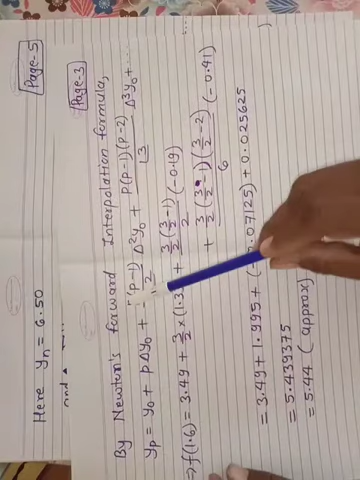 Page-5
Here yn = 6.50
Page-3
By Newton's forward Interpolation formula,
yp = y0 + pΔy0 + (p-1)/2 Δ²y0 + p(p-1)(p-2)/3 Δ³y0 + ...
⇒ f(1.6) = 3.49 + 3/2 × (1.3 + 3/2(3/2-1)/2 (-0.19)
+ 3/2(3/2-1)(3/2-2)/6 (-0.41)
= 3.49 + 1.995 + (0.07125) + 0.025625
= 5.439375
= 5.44 (approx)